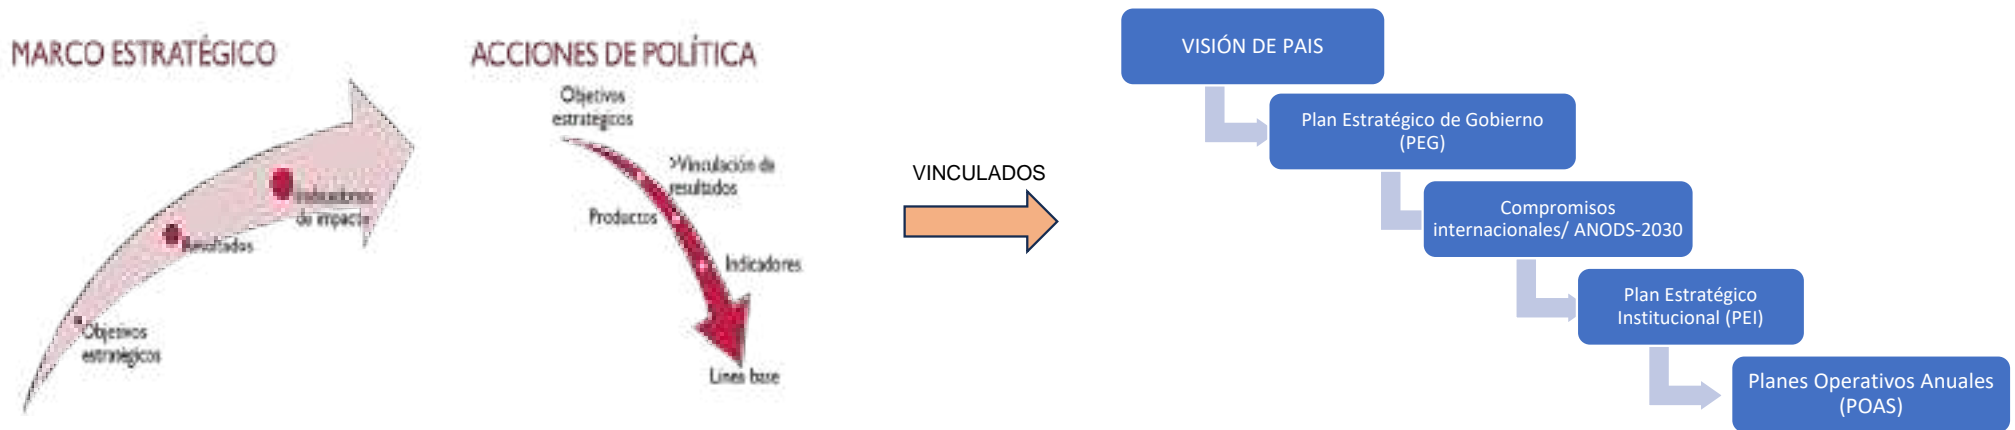 MARCO ESTRATÉGICO
Indicadores
de impacto
Resultados
Objetivos
estratégicos
ACCIONES DE POLÍTICA
Objetivos
estratégicos
>Vinculación de
resultados
Productos
Indicadores
Línea base
VINCULADOS
VISIÓN DE PAIS
Plan Estratégico de Gobierno
(PEG)
Compromisos
internacionales/ ANODS-2030
Plan Estratégico
Institucional (PEI)
Planes Operativos Anuales
(POAS)